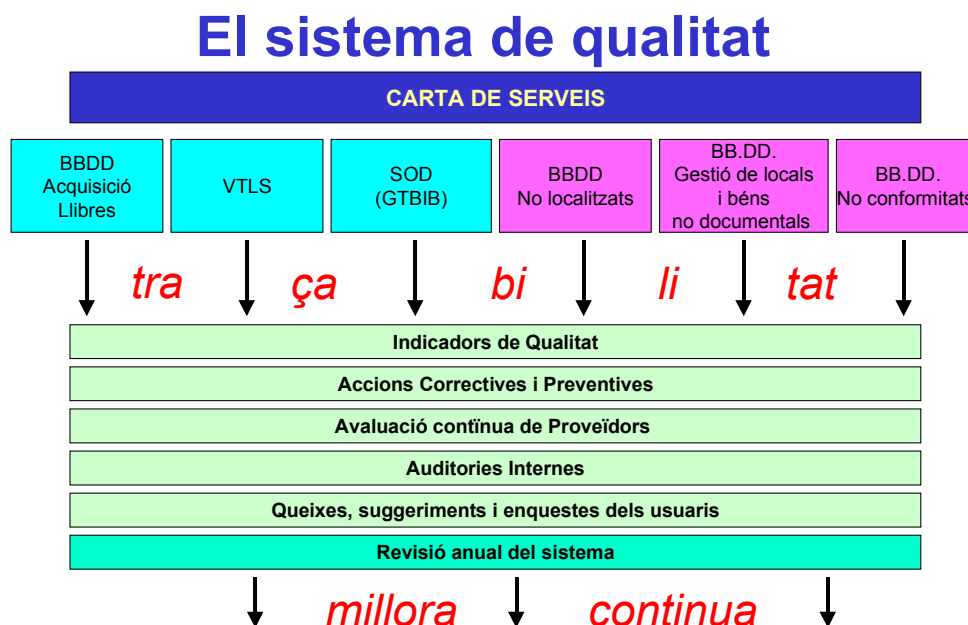 El sistema de qualitat
CARTA DE SERVEIS
BBDD
Acquisició
Llibres
VTLS
SOD
(GTBIB)
BBDD
No localitzats
BB.DD.
Gestió de locals
i béns
no documentals
BB.DD.
No conformitats
tra ça bi li tat
Indicadors de Qualitat
Accions Correctives i Preventives
Avaluació contïnua de Proveïdors
Auditories Internes
Queixes, suggeriments i enquestes dels usuaris
Revisió anual del sistema
millora continua